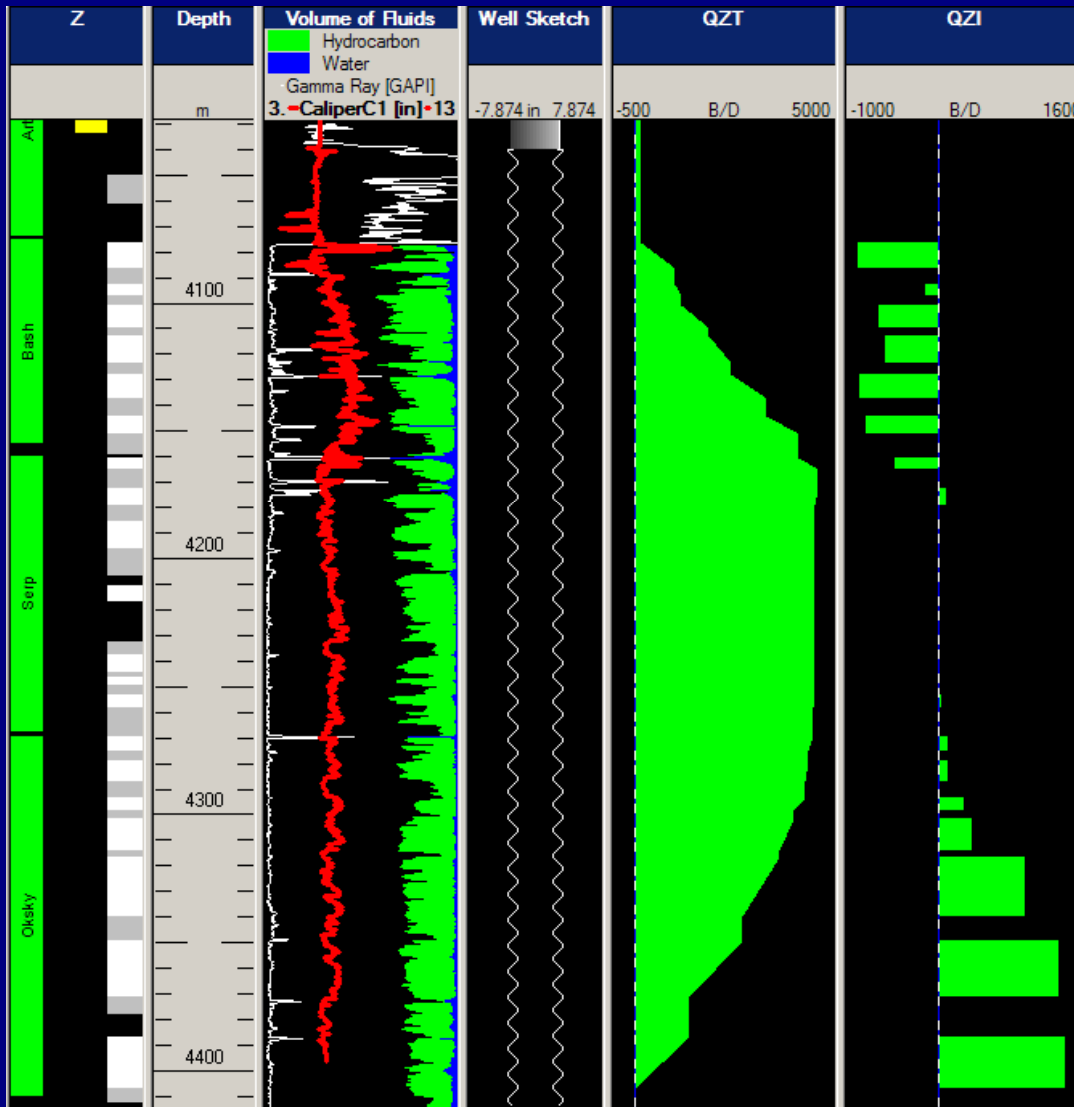 Z
Depth
Volume of Fluids
Well Sketch
QZT
QZI
Hydrocarbon
Water
Gamma Ray [GAPI]
m
3. CaliperC1 [in] 13
-7.874 in 7.874
-500 B/D 5000
-1000 B/D 1600
Art
Bash
Serp
Oksky
4100
4200
4300
4400